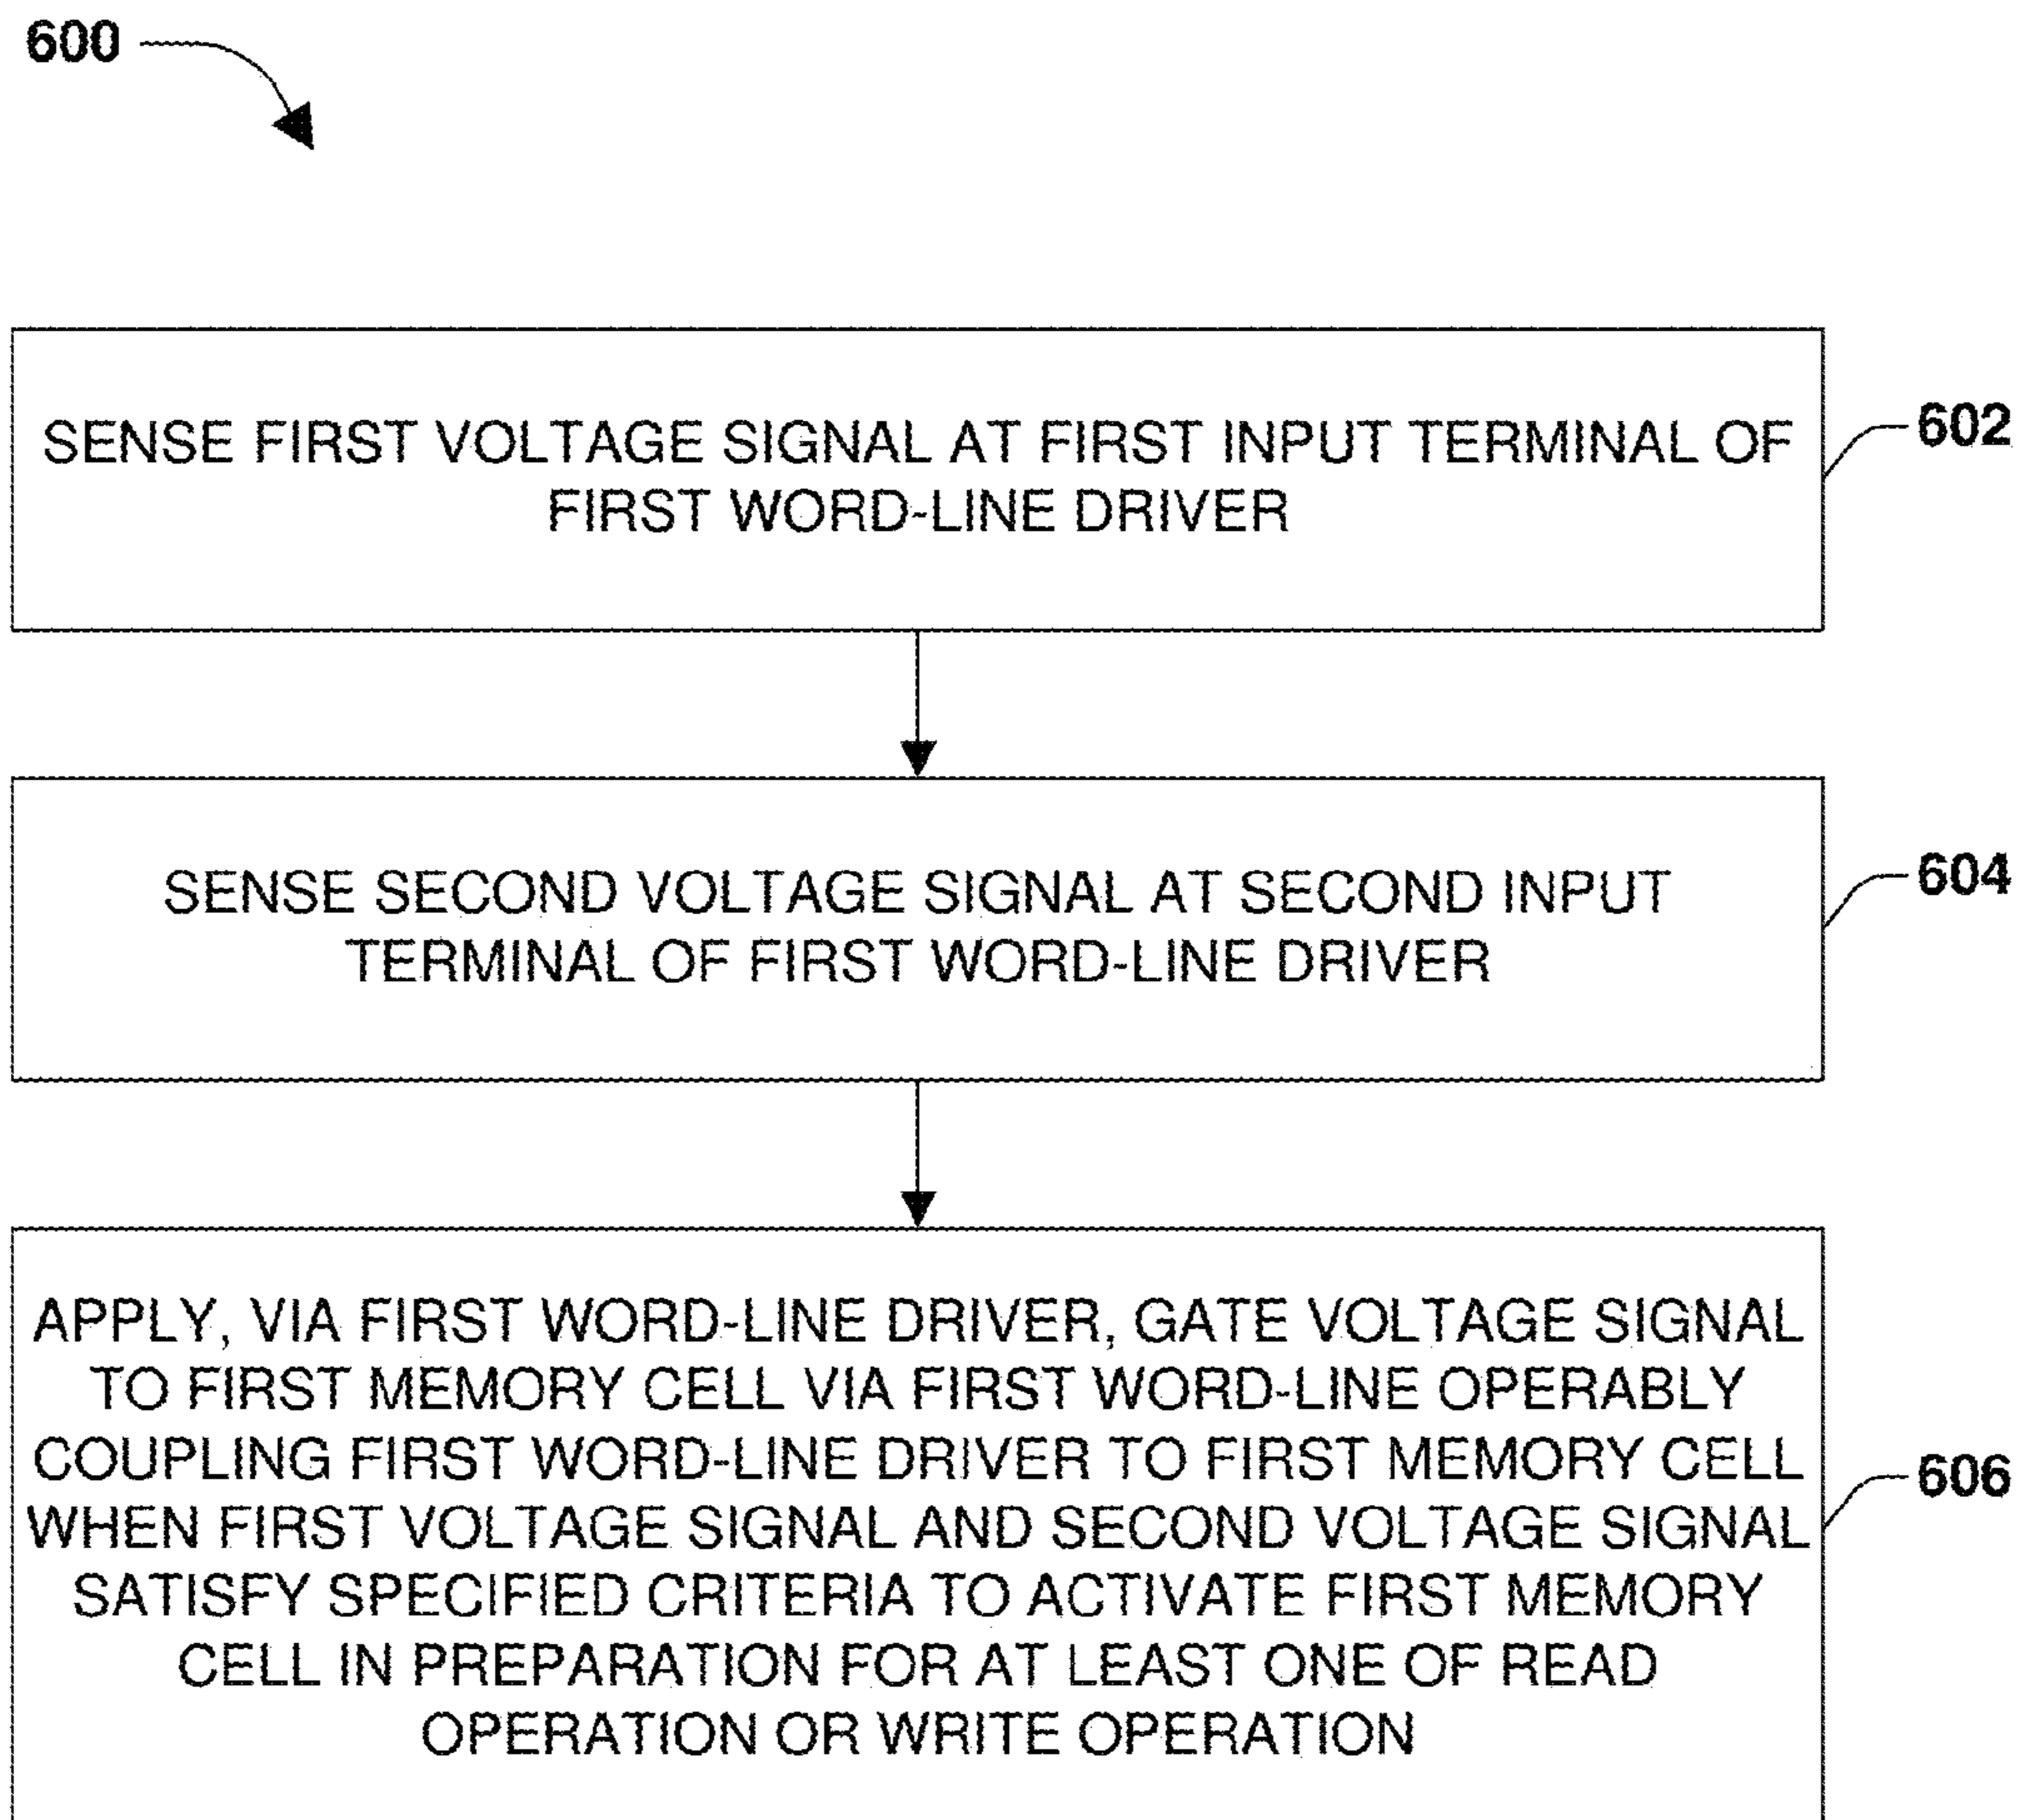 600
SENSE FIRST VOLTAGE SIGNAL AT FIRST INPUT TERMINAL OF
FIRST WORD-LINE DRIVER
602
SENSE SECOND VOLTAGE SIGNAL AT SECOND INPUT
TERMINAL OF FIRST WORD-LINE DRIVER
604
APPLY, VIA FIRST WORD-LINE DRIVER, GATE VOLTAGE SIGNAL
TO FIRST MEMORY CELL VIA FIRST WORD-LINE OPERABLY
COUPLING FIRST WORD-LINE DRIVER TO FIRST MEMORY CELL
WHEN FIRST VOLTAGE SIGNAL AND SECOND VOLTAGE SIGNAL
SATISFY SPECIFIED CRITERIA TO ACTIVATE FIRST MEMORY
CELL IN PREPARATION FOR AT LEAST ONE OF READ
OPERATION OR WRITE OPERATION
606